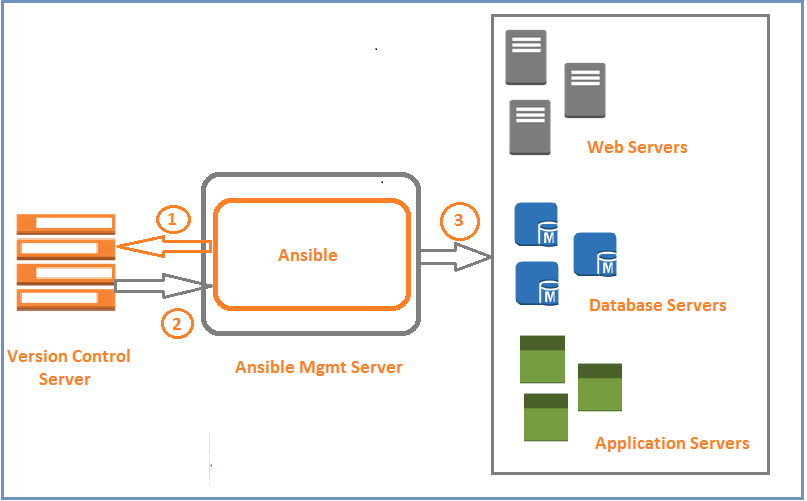 Web Servers
1
3
Ansible
Database Servers
2
Version Control
Server
Ansible Mgmt Server
Application Servers